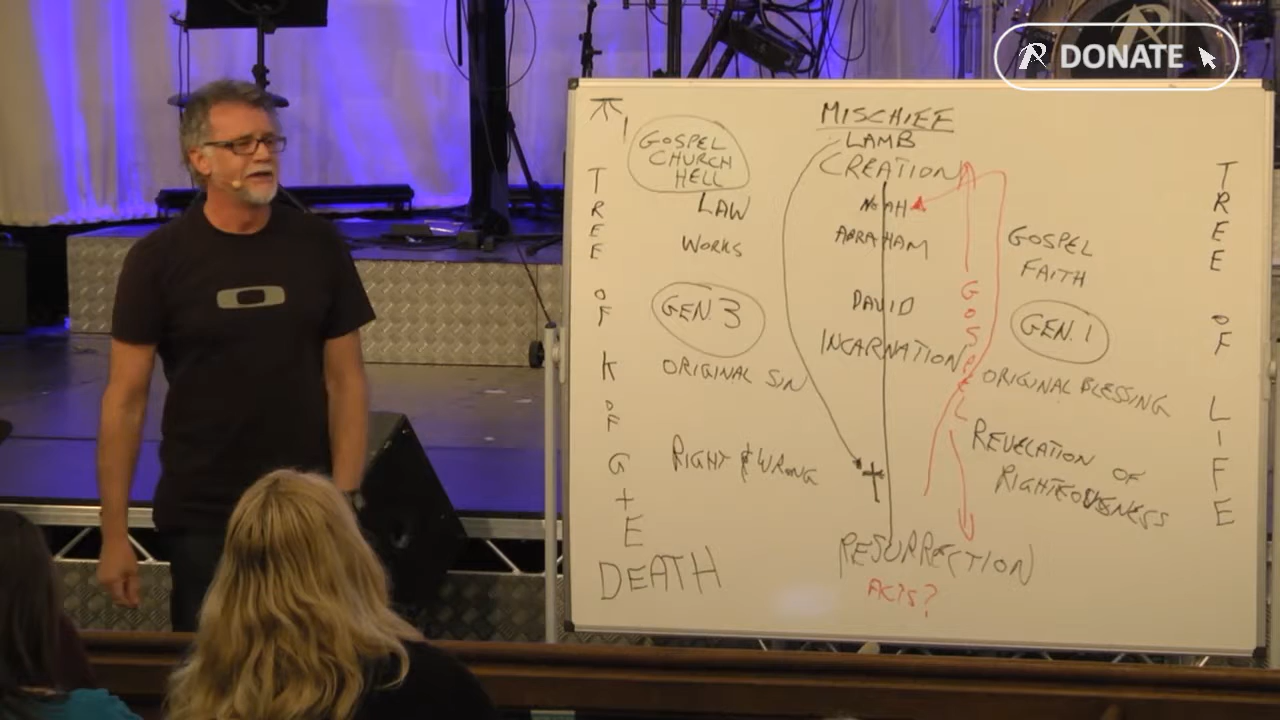 DONATE
MISCHIEF
LAMB
CREATION
NOAH
ABRAHAM
DAVID
INCARNATION
RESURRECTION
ACTS?
GOSPEL
CHURCH
HELL
LAW
WORKS
GEN. 3
ORIGINAL SIN
RIGHT & WRONG
TREE OF K OF G+E
DEATH
GOSPEL
GOSPEL
FAITH
GEN. 1
ORIGINAL BLESSING
REVELATION OF
RIGHTEOUSNESS
TREE OF LIFE